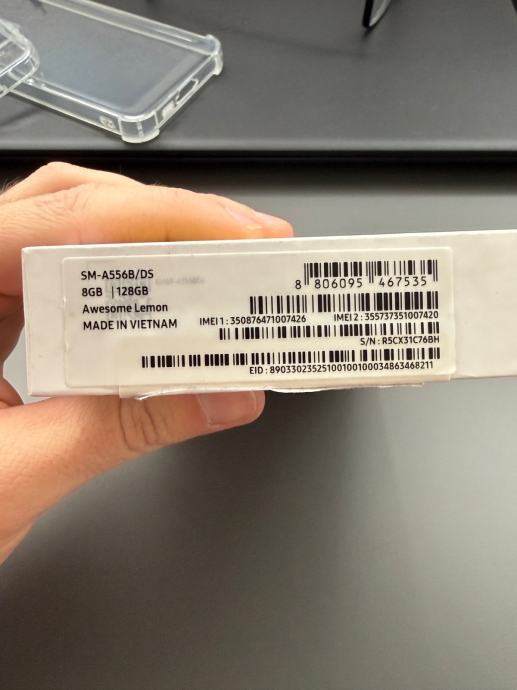 SM-A556B/DS
8GB | 128GB
Awesome Lemon
MADE IN VIETNAM
8 806095 467535
IMEI 1 : 350876471007426
IMEI 2 : 355737351007420
S/N : R5CX31C76BH
EID : 89033023525100100100034863468211